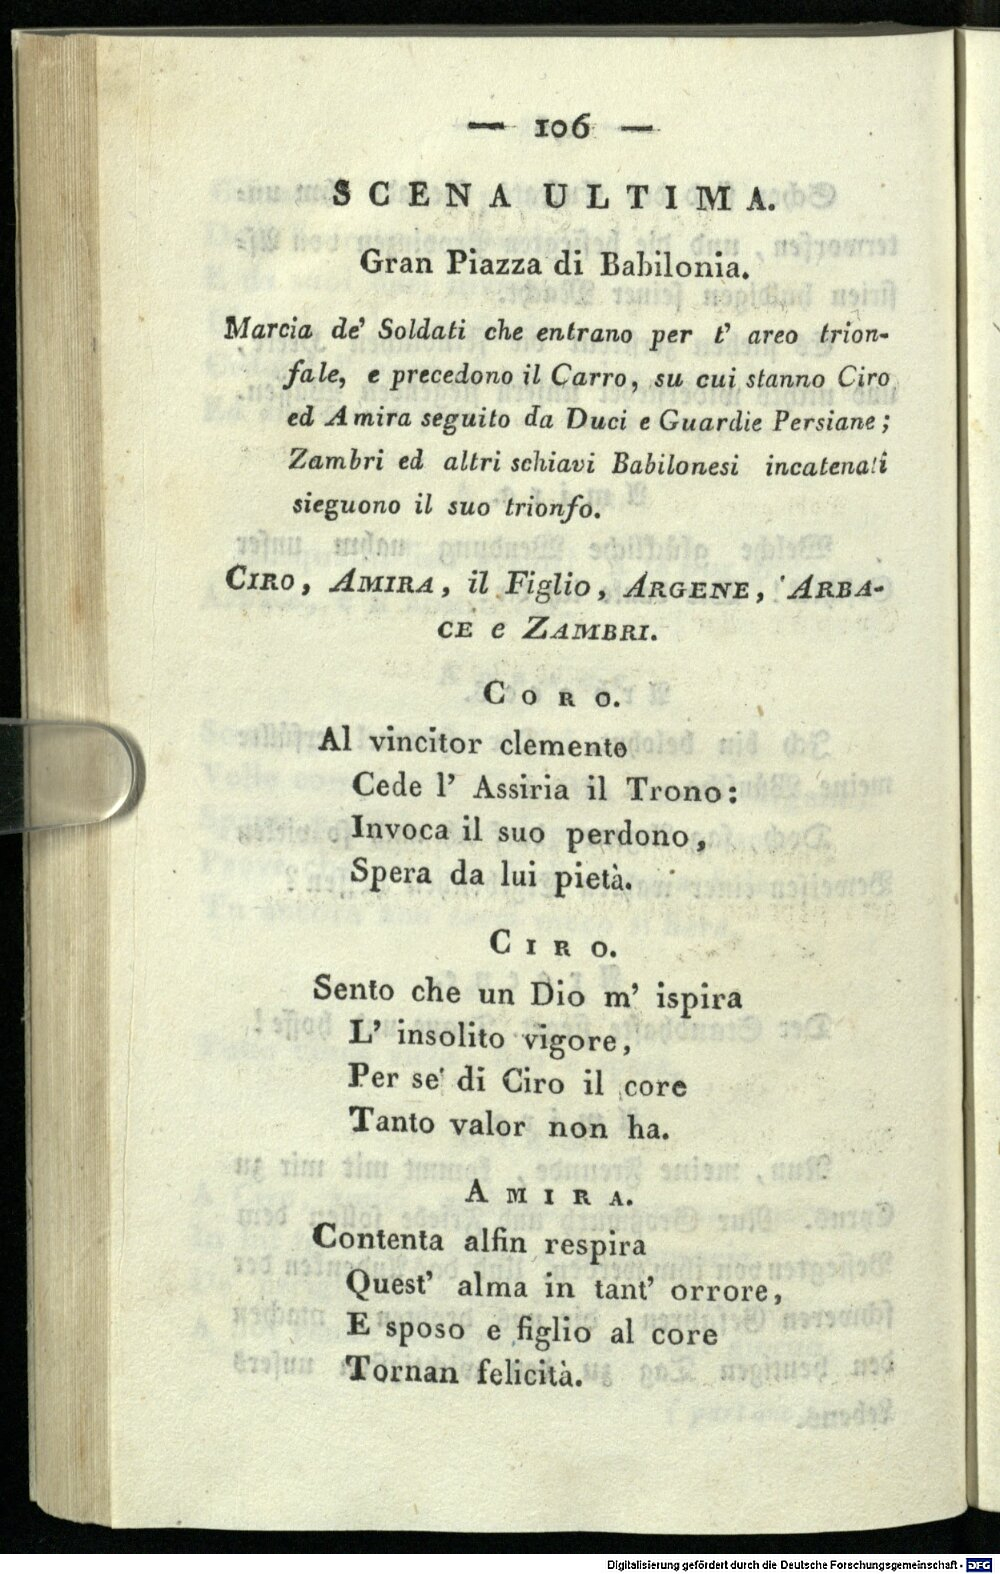 — 106 —
SCENA ULTIMA.
Gran Piazza di Babilonia.
Marcia de' Soldati che entrano per t' areo trion-
fale, e precedono il Carro, su cui stanno Ciro
ed Amira seguito da Duci e Guardie Persiane;
Zambri ed altri schiavi Babilonesi incatenati
sieguono il suo trionfo.
CIRO, AMIRA, il Figlio, ARGENE, ARBA-
CE e ZAMBRI.
CORO.
Al vincitor clemente
Cede l' Assiria il Trono:
Invoca il suo perdono,
Spera da lui pietà.
CIRO.
Sento che un Dio m' ispira
L' insolito vigore,
Per se' di Ciro il core
Tanto valor non ha.
AMIRA.
Contenta alfin respira
Quest' alma in tant' orrore,
E sposo e figlio al core
Tornan felicità.
Digitalisierung gefördert durch die Deutsche Forschungsgemeinschaft - DFG